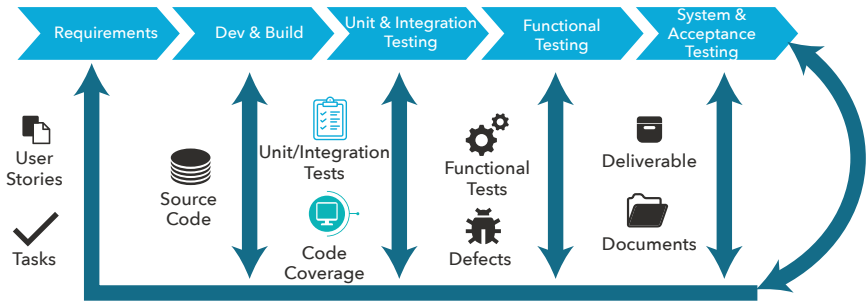 Requirements
Dev & Build
Unit & Integration
Testing
Functional
Testing
System &
Acceptance
Testing
User
Stories
Tasks
Source
Code
Unit/Integration
Tests
Code
Coverage
Functional
Tests
Defects
Deliverable
Documents